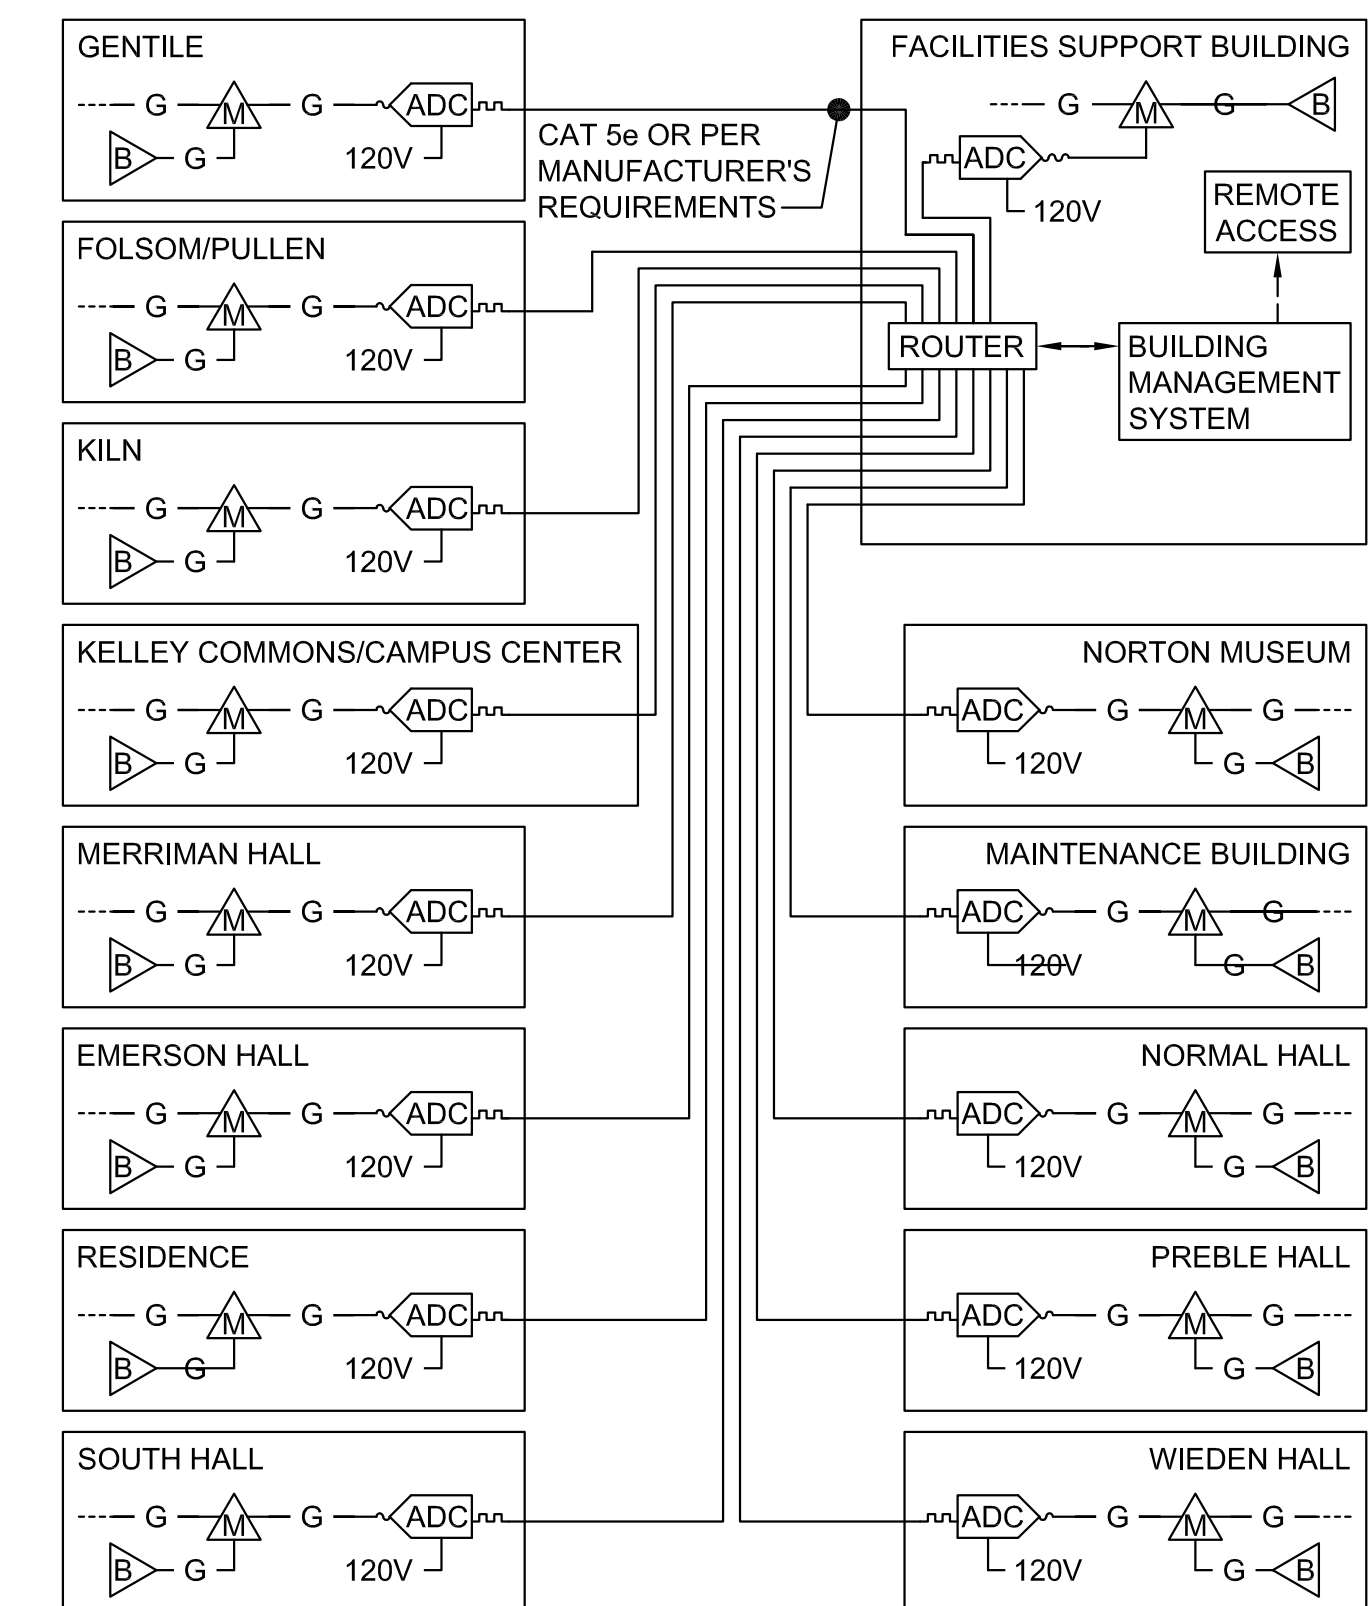 GENTILE
G M G ADC
B G 120V
CAT 5e OR PER
MANUFACTURER'S
REQUIREMENTS
FACILITIES SUPPORT BUILDING
G M G B
ADC
120V
REMOTE
ACCESS
ROUTER
BUILDING
MANAGEMENT
SYSTEM
FOLSOM/PULLEN
G M G ADC
B G 120V
KILN
G M G ADC
B G 120V
KELLEY COMMONS/CAMPUS CENTER
G M G ADC
B G 120V
MERRIMAN HALL
G M G ADC
B G 120V
EMERSON HALL
G M G ADC
B G 120V
RESIDENCE
G M G ADC
B G 120V
SOUTH HALL
G M G ADC
B G 120V
NORTON MUSEUM
ADC G M G
120V G B
MAINTENANCE BUILDING
ADC G M G
120V G B
NORMAL HALL
ADC G M G
120V G B
PREBLE HALL
ADC G M G
120V G B
WIEDEN HALL
ADC G M G
120V G B